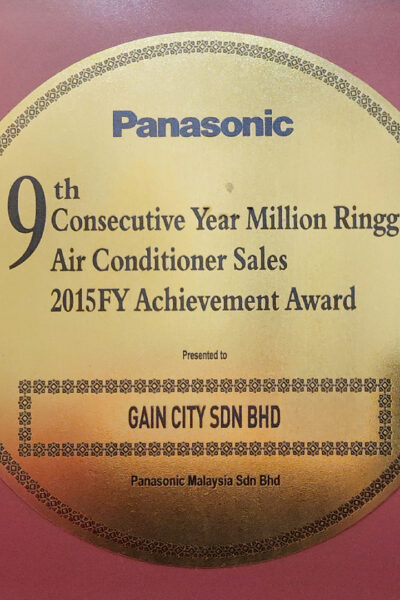 Panasonic
9th
Consecutive Year Million Ringg
Air Conditioner Sales
2015FY Achievement Award
Presented to
GAIN CITY SDN BHD
Panasonic Malaysia Sdn Bhd